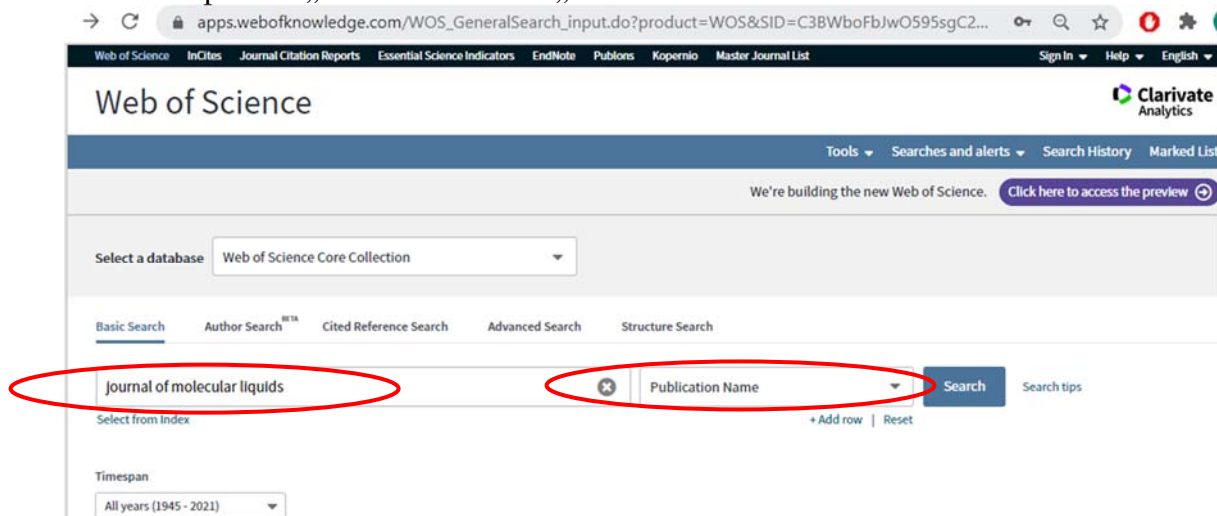 apps.webofknowledge.com/WOS_GeneralSearch_input.do?product=WOS&SID=C3BWboFbJwO595sgC2...
Web of Science InCites Journal Citation Reports Essential Science Indicators EndNote Publons Kopernio Master Journal List Sign In Help English
Web of Science
Clarivate
Analytics
Tools Searches and alerts Search History Marked List
We're building the new Web of Science. Click here to access the preview
Select a database Web of Science Core Collection
Basic Search Author Search BETA Cited Reference Search Advanced Search Structure Search
journal of molecular liquids Publication Name Search Search tips
Select from Index + Add row | Reset
Timespan
All years (1945 - 2021)